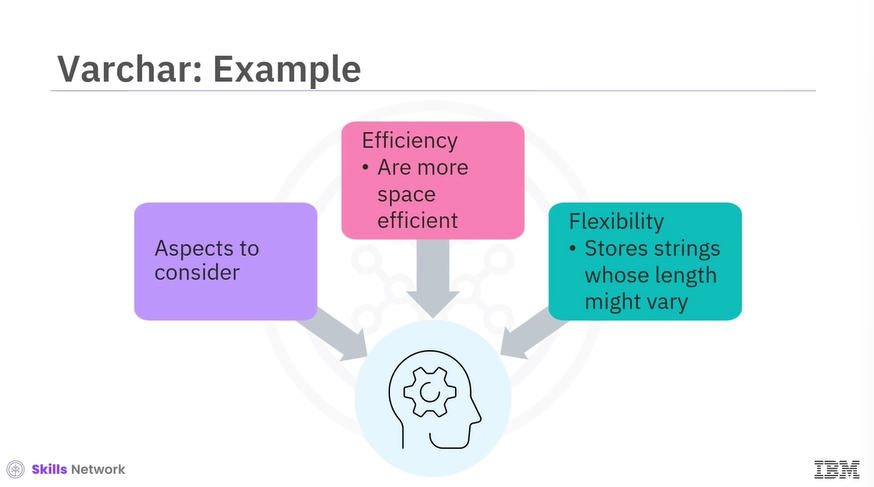 Varchar: Example
Aspects to
consider
Efficiency
• Are more
space
efficient
Flexibility
• Stores strings
whose length
might vary
Skills Network
IBM